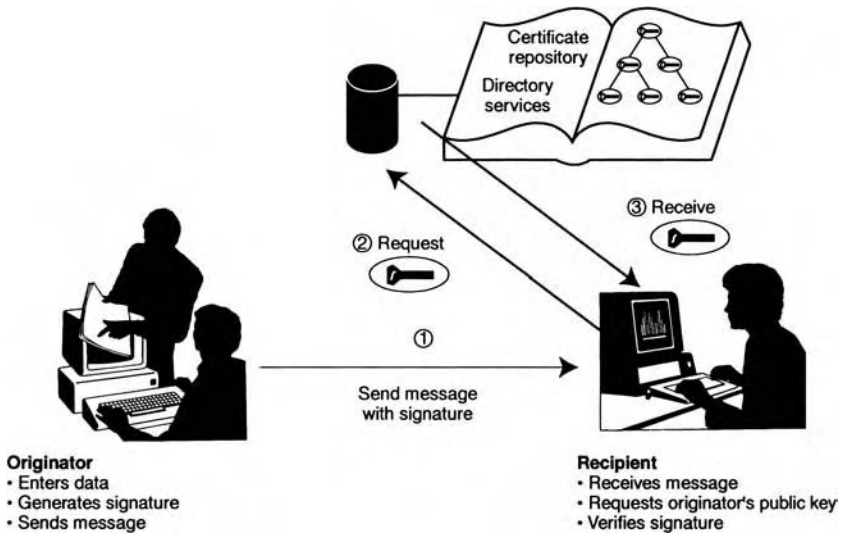 Certificate
repository
Directory
services
③ Receive
② Request
①
Send message
with signature
Originator
• Enters data
• Generates signature
• Sends message
Recipient
• Receives message
• Requests originator's public key
• Verifies signature